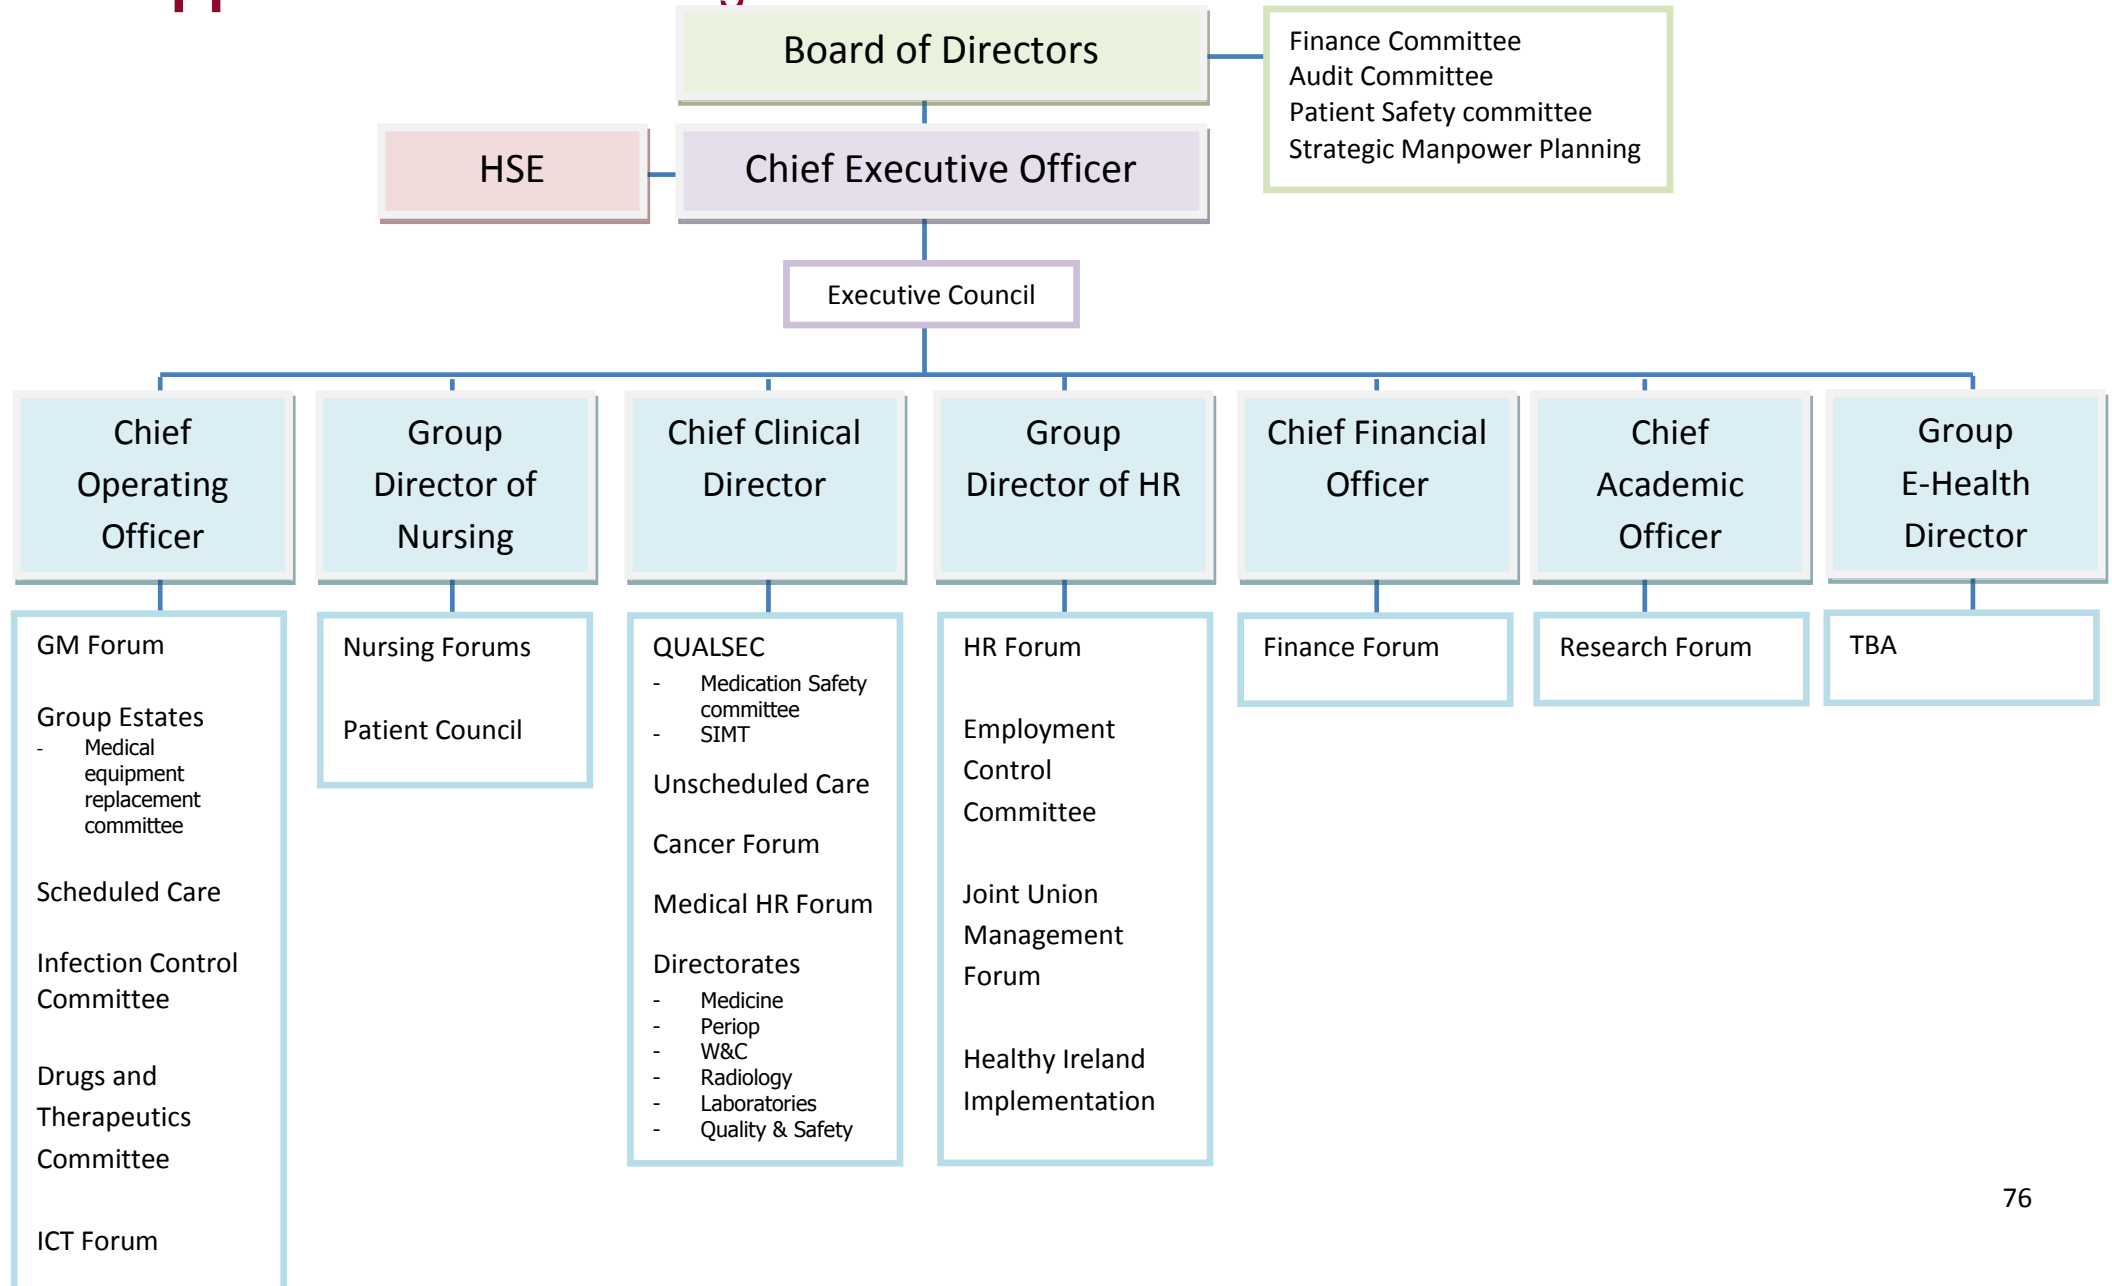 Board of Directors
Finance Committee
Audit Committee
Patient Safety committee
Strategic Manpower Planning
HSE
Chief Executive Officer
Executive Council
Chief
Operating
Officer
Group
Director of
Nursing
Chief Clinical
Director
Group
Director of HR
Chief Financial
Officer
Chief
Academic
Officer
Group
E-Health
Director
GM Forum
Group Estates
- Medical
equipment
replacement
committee
Scheduled Care
Infection Control
Committee
Drugs and
Therapeutics
Committee
ICT Forum
Nursing Forums
Patient Council
QUALSEC
- Medication Safety
committee
- SIMT
Unscheduled Care
Cancer Forum
Medical HR Forum
Directorates
- Medicine
- Periop
- W&C
- Radiology
- Laboratories
- Quality & Safety
HR Forum
Employment
Control
Committee
Joint Union
Management
Forum
Healthy Ireland
Implementation
Finance Forum
Research Forum
TBA
76